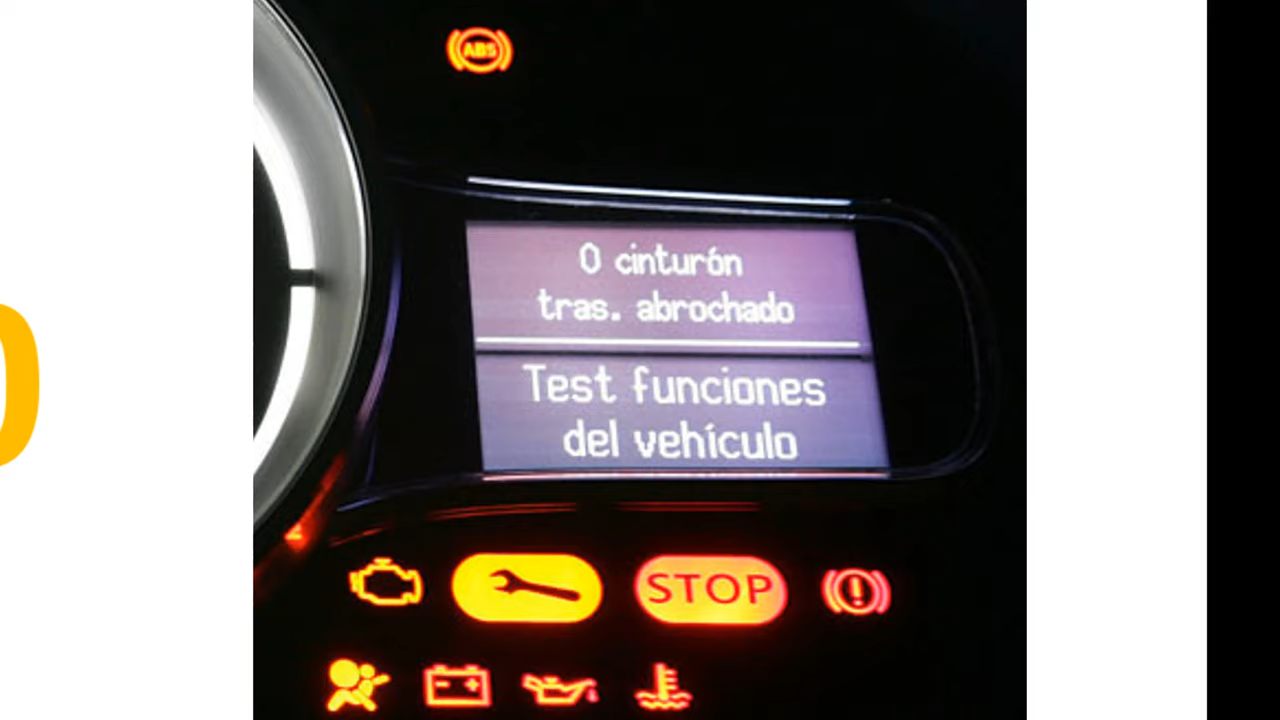 ABS
0 cinturón
tras. abrochado
Test funciones
del vehículo
STOP